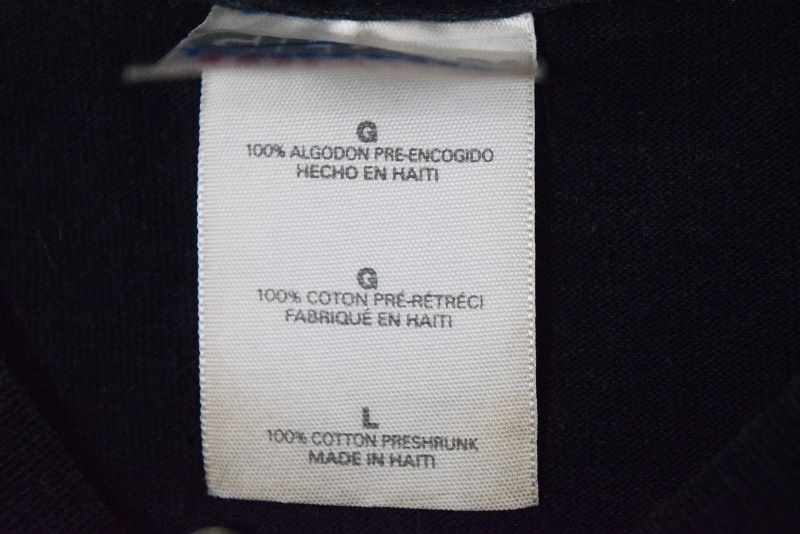 G
100% ALGODON PRE-ENCOGIDO
HECHO EN HAITI
G
100% COTON PRÉ-RÉTRÉCI
FABRIQUÉ EN HAITI
L
100% COTTON PRESHRUNK
MADE IN HAITI